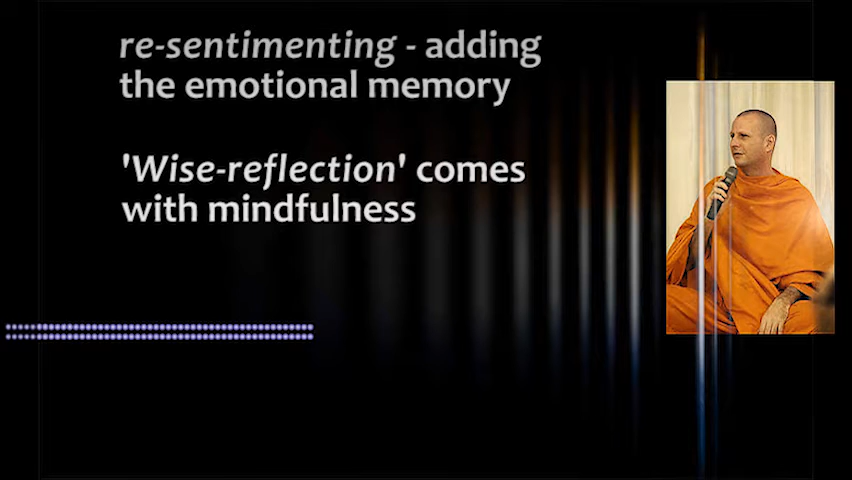 re-sentimenting - adding
the emotional memory
'Wise-reflection' comes
with mindfulness